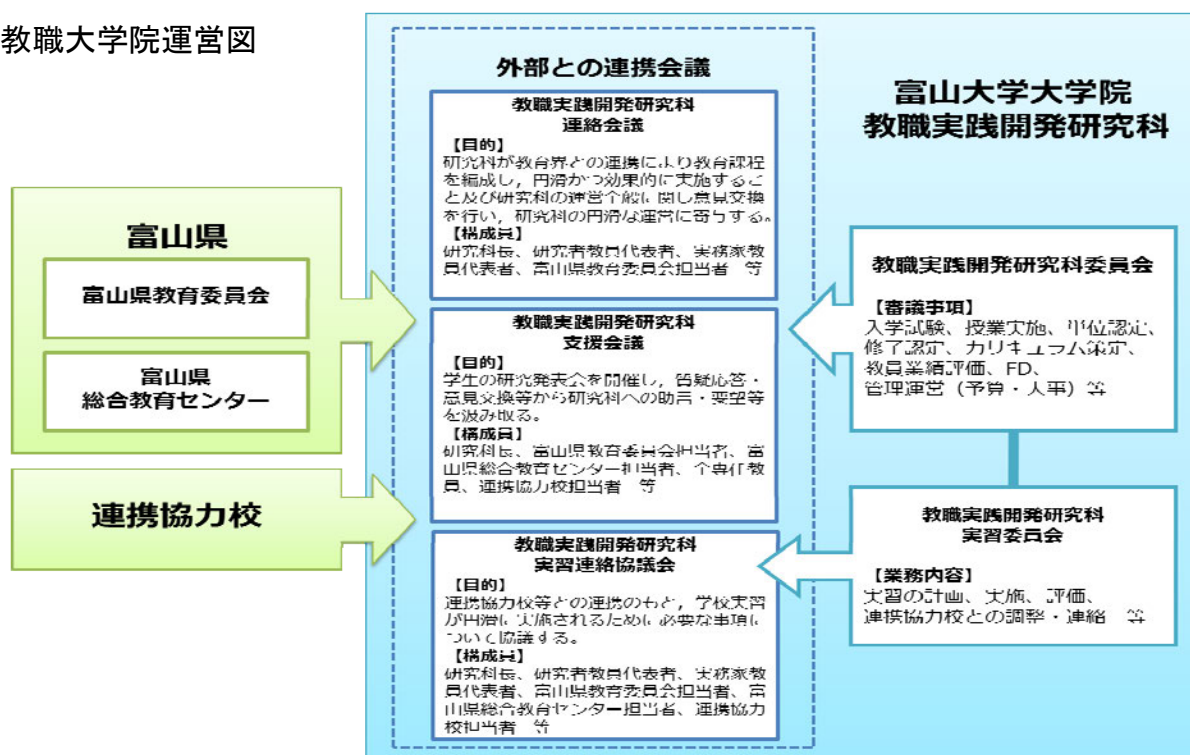 教職大学院運営図
富山県
富山県教育委員会
富山県
総合教育センター
連携協力校
外部との連携会議
教職実践開発研究科
連絡会議
【目的】
研究科が教育界との連携により教育課程
を編成し，円滑かつ効果的に実施するこ
と及び研究科の運営全般に関し意見交換
を行い，研究科の円滑な運営に寄与する。
【構成員】
研究科長、研究者教員代表者、実務家教
員代表者、富山県教育委員会担当者　等
教職実践開発研究科
支援会議
【目的】
学生の研究発表会を開催し，質疑応答・
意見交換等から研究科への助言・要望等
を汲み取る。
【構成員】
研究科長、富山県教育委員会担当者、富
山県総合教育センター担当者、全専任教
員、連携協力校担当者　等
教職実践開発研究科
実習連絡協議会
【目的】
連携協力校等との連携のもと，学校実習
が円滑に実施されるために必要な事項に
ついて協議する。
【構成員】
研究科長、研究者教員代表者、実務家教
員代表者、富山県教育委員会担当者、富
山県総合教育センター担当者、連携協力
校担当者　等
富山大学大学院
教職実践開発研究科
教職実践開発研究科委員会
【審議事項】
入学試験、授業実施、単位認定、
修了認定、カリキュラム策定、
教員業績評価、FD、
管理運営（予算・人事）等
教職実践開発研究科
実習委員会
【業務内容】
実習の計画、実施、評価、
連携協力校との調整・連絡　等